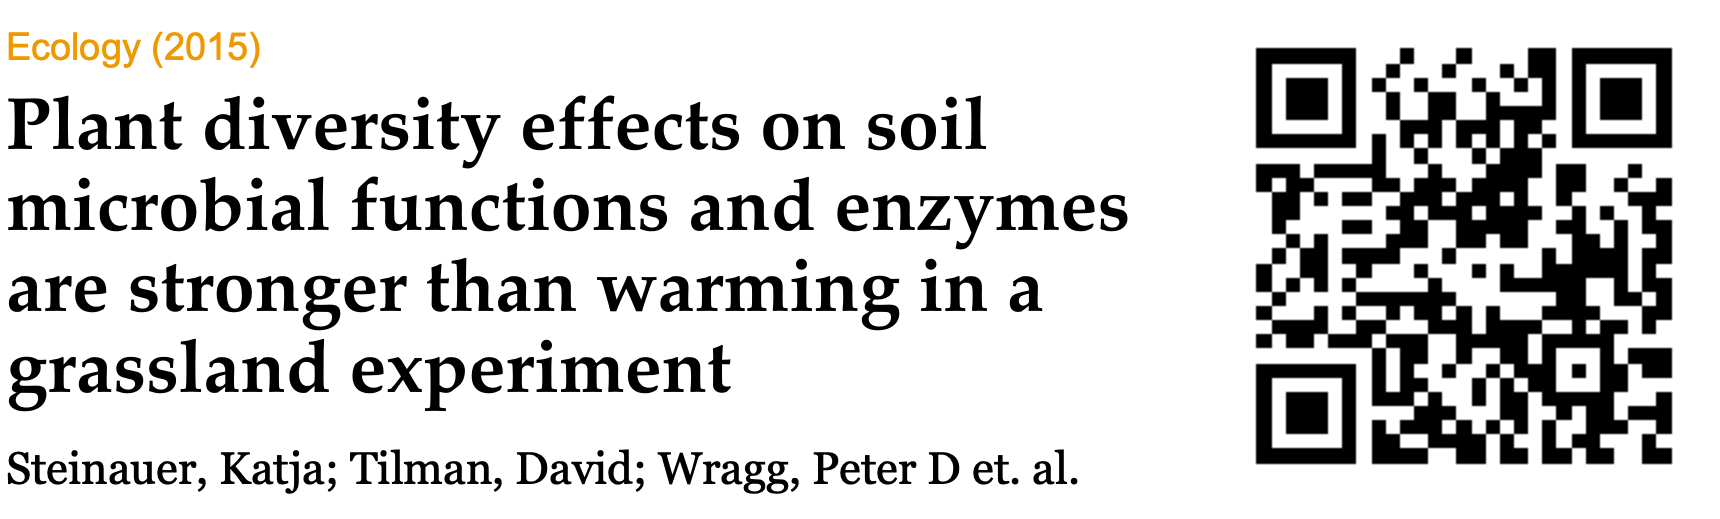 Ecology (2015)
Plant diversity effects on soil
microbial functions and enzymes
are stronger than warming in a
grassland experiment
Steinauer, Katja; Tilman, David; Wragg, Peter D et. al.